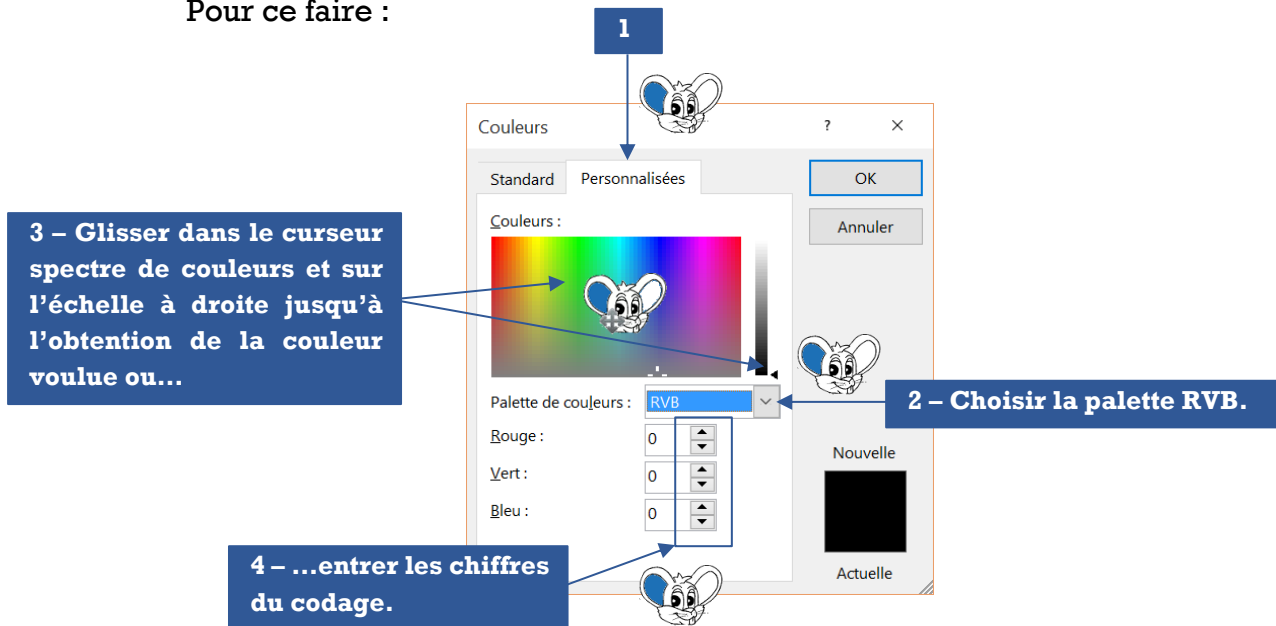 Pour ce faire :
1
Couleurs
?
×
Standard
Personnalisées
OK
Annuler
Couleurs :
3 – Glisser dans le curseur
spectre de couleurs et sur
l’échelle à droite jusqu’à
l’obtention de la couleur
voulue ou...
Palette de couleurs :
RVB
2 – Choisir la palette RVB.
Rouge :
0
Vert :
0
Bleu :
0
Nouvelle
Actuelle
4 – ...entrer les chiffres
du codage.